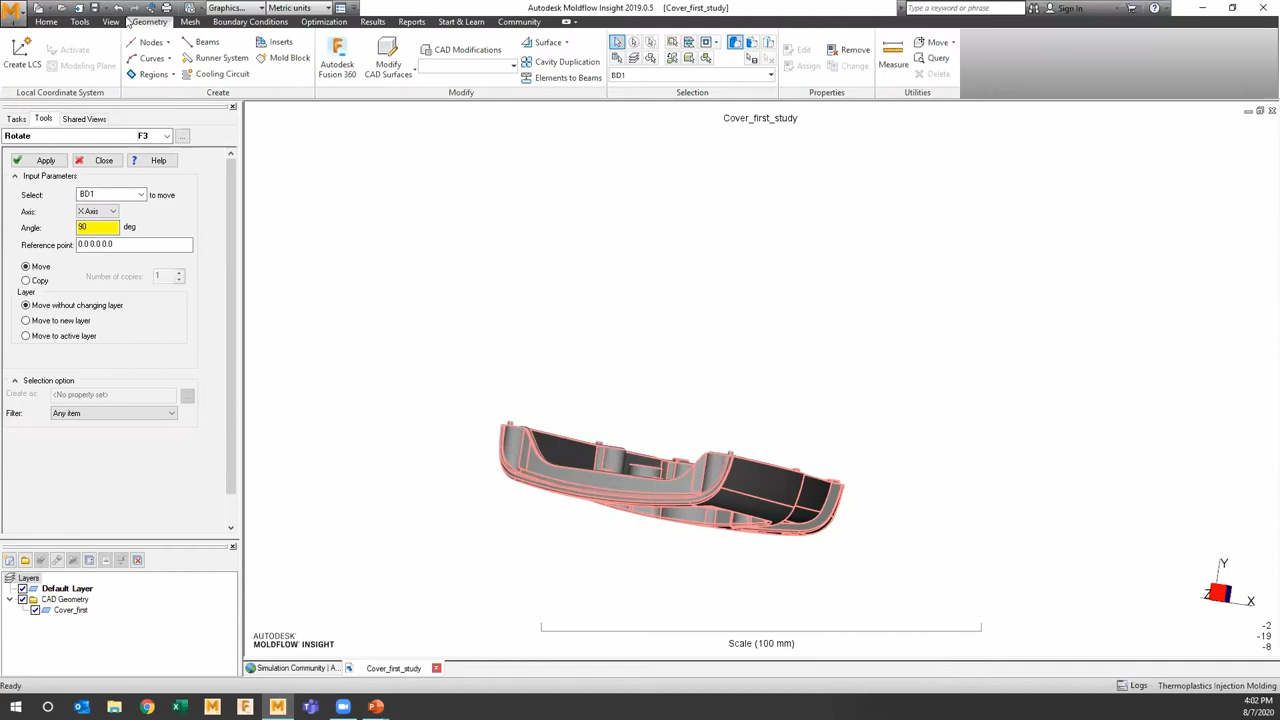 Graphics...
Metric units
Autodesk Moldflow Insight 2019.0.5 [Cover_first_study]
Type a keyword or phrase
Sign In
Home
Tools
View
Geometry
Mesh
Boundary Conditions
Optimization
Results
Reports
Start & Learn
Community
Create LCS
Activate
Modeling Plane
Local Coordinate System
Nodes
Curves
Regions
Beams
Runner System
Cooling Circuit
Inserts
Mold Block
Create
Autodesk
Fusion 360
Modify
CAD Surfaces
CAD Modifications
Surface
Cavity Duplication
Elements to Beams
Modify
BD1
Selection
Edit
Assign
Remove
Change
Properties
Measure
Move
Query
Delete
Utilities
Tasks
Tools
Shared Views
Rotate F3
...
Apply
Close
? Help
Input Parameters
Select: BD1 to move
Axis: X Axis
Angle: 90 deg
Reference point: 0.0 0.0 0.0
Move
Copy
Number of copies: 1
Layer
Move without changing layer
Move to new layer
Move to active layer
Selection option
Create as: <No property set> ...
Filter: Any item
Layers
Default Layer
CAD Geometry
Cover_first
Cover_first_study
Y
Z
X
-2
-19
-8
Scale (100 mm)
AUTODESK
MOLDFLOW INSIGHT
Simulation Community | A...
Cover_first_study
Ready
Logs
Thermoplastics Injection Molding
4:02 PM
8/7/2020